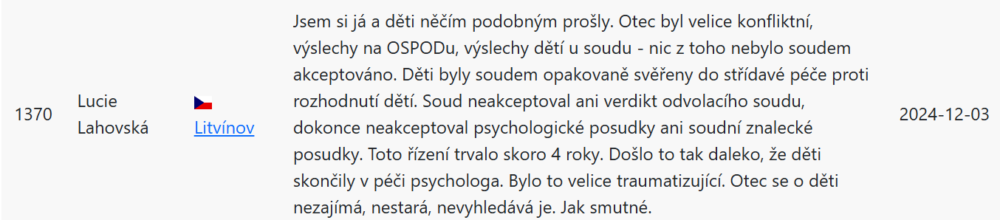 1370
Lucie
Lahovská
Litvínov
Jsem si já a děti něčím podobným prošly. Otec byl velice konfliktní,
výslechy na OSPODu, výslechy dětí u soudu - nic z toho nebylo soudem
akceptováno. Děti byly soudem opakovaně svěřeny do střídavé péče proti
rozhodnutí dětí. Soud neakceptoval ani verdikt odvolacího soudu,
dokonce neakceptoval psychologické posudky ani soudní znalecké
posudky. Toto řízení trvalo skoro 4 roky. Došlo to tak daleko, že děti
skončily v péči psychologa. Bylo to velice traumatizující. Otec se o děti
nezajímá, nestará, nevyhledává je. Jak smutné.
2024-12-03